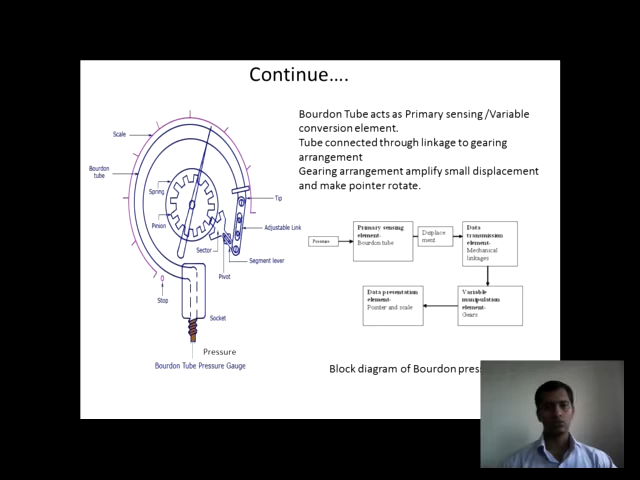 Continue....
Bourdon Tube acts as Primary sensing /Variable
conversion element.
Tube connected through linkage to gearing
arrangement
Gearing arrangement amplify small displacement
and make pointer rotate.
Scale
Bourdon
tube
Spring
Pinion
Tip
Adjustable Link
Sector
Segment lever
Pivot
Stop
Socket
Pressure
Bourdon Tube Pressure Gauge
Pressure
Primary sensing
element-
Bourdon tube
Displace
ment
Data
transmission
element-
Mechanical
linkages
Data presentation
element-
Pointer and scale
Variable
manipulation
element-
Gears
Block diagram of Bourdon